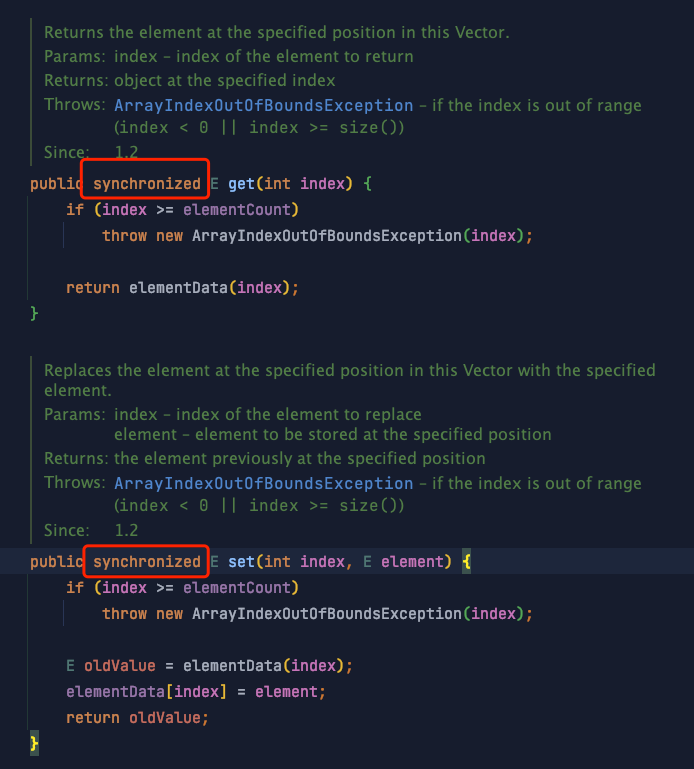 Returns the element at the specified position in this Vector.
Params: index – index of the element to return
Returns: object at the specified index
Throws: ArrayIndexOutOfBoundsException – if the index is out of range
(index < 0 || index >= size())
Since: 1.2
public synchronized E get(int index) {
if (index >= elementCount)
throw new ArrayIndexOutOfBoundsException(index);
return elementData(index);
}
Replaces the element at the specified position in this Vector with the specified
element.
Params: index – index of the element to replace
element – element to be stored at the specified position
Returns: the element previously at the specified position
Throws: ArrayIndexOutOfBoundsException – if the index is out of range
(index < 0 || index >= size())
Since: 1.2
public synchronized E set(int index, E element) {
if (index >= elementCount)
throw new ArrayIndexOutOfBoundsException(index);
E oldValue = elementData(index);
elementData[index] = element;
return oldValue;
}